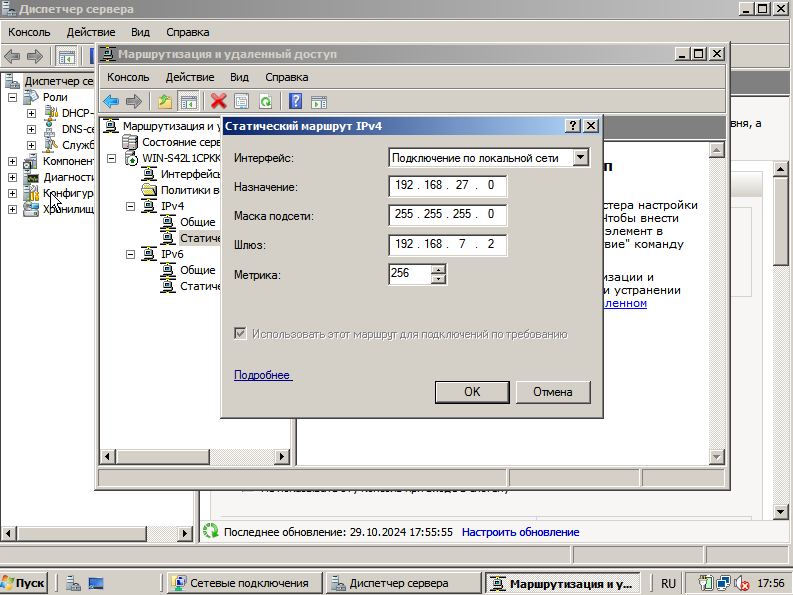 Диспетчер сервера
Консоль Действие Вид Справка
Маршрутизация и удаленный доступ
Консоль Действие Вид Справка
Диспетчер се
Роли
DHCP-
DNS-се
Служб
Компонент
Диагности
Конфигура
Хранилищ
Маршрутизация и у
Состояние серв
WIN-S42L1CPKK
Интерфейсы
Политики в
IPv4
Общие
Статиче
IPv6
Общие
Статиче
Статический маршрут IPv4
Интерфейс: Подключение по локальной сети
Назначение: 192 . 168 . 27 . 0
Маска подсети: 255 . 255 . 255 . 0
Шлюз: 192 . 168 . 7 . 2
Метрика: 256
Использовать этот маршрут для подключений по требованию
Подробнее
ОК Отмена
вня, а
п
стера настройки
Чтобы внести
элемент в
вие" команду
изации и
и устранении
ленном
Последнее обновление: 29.10.2024 17:55:55 Настроить обновление
Пуск Сетевые подключения Диспетчер сервера Маршрутизация и у... RU 17:56